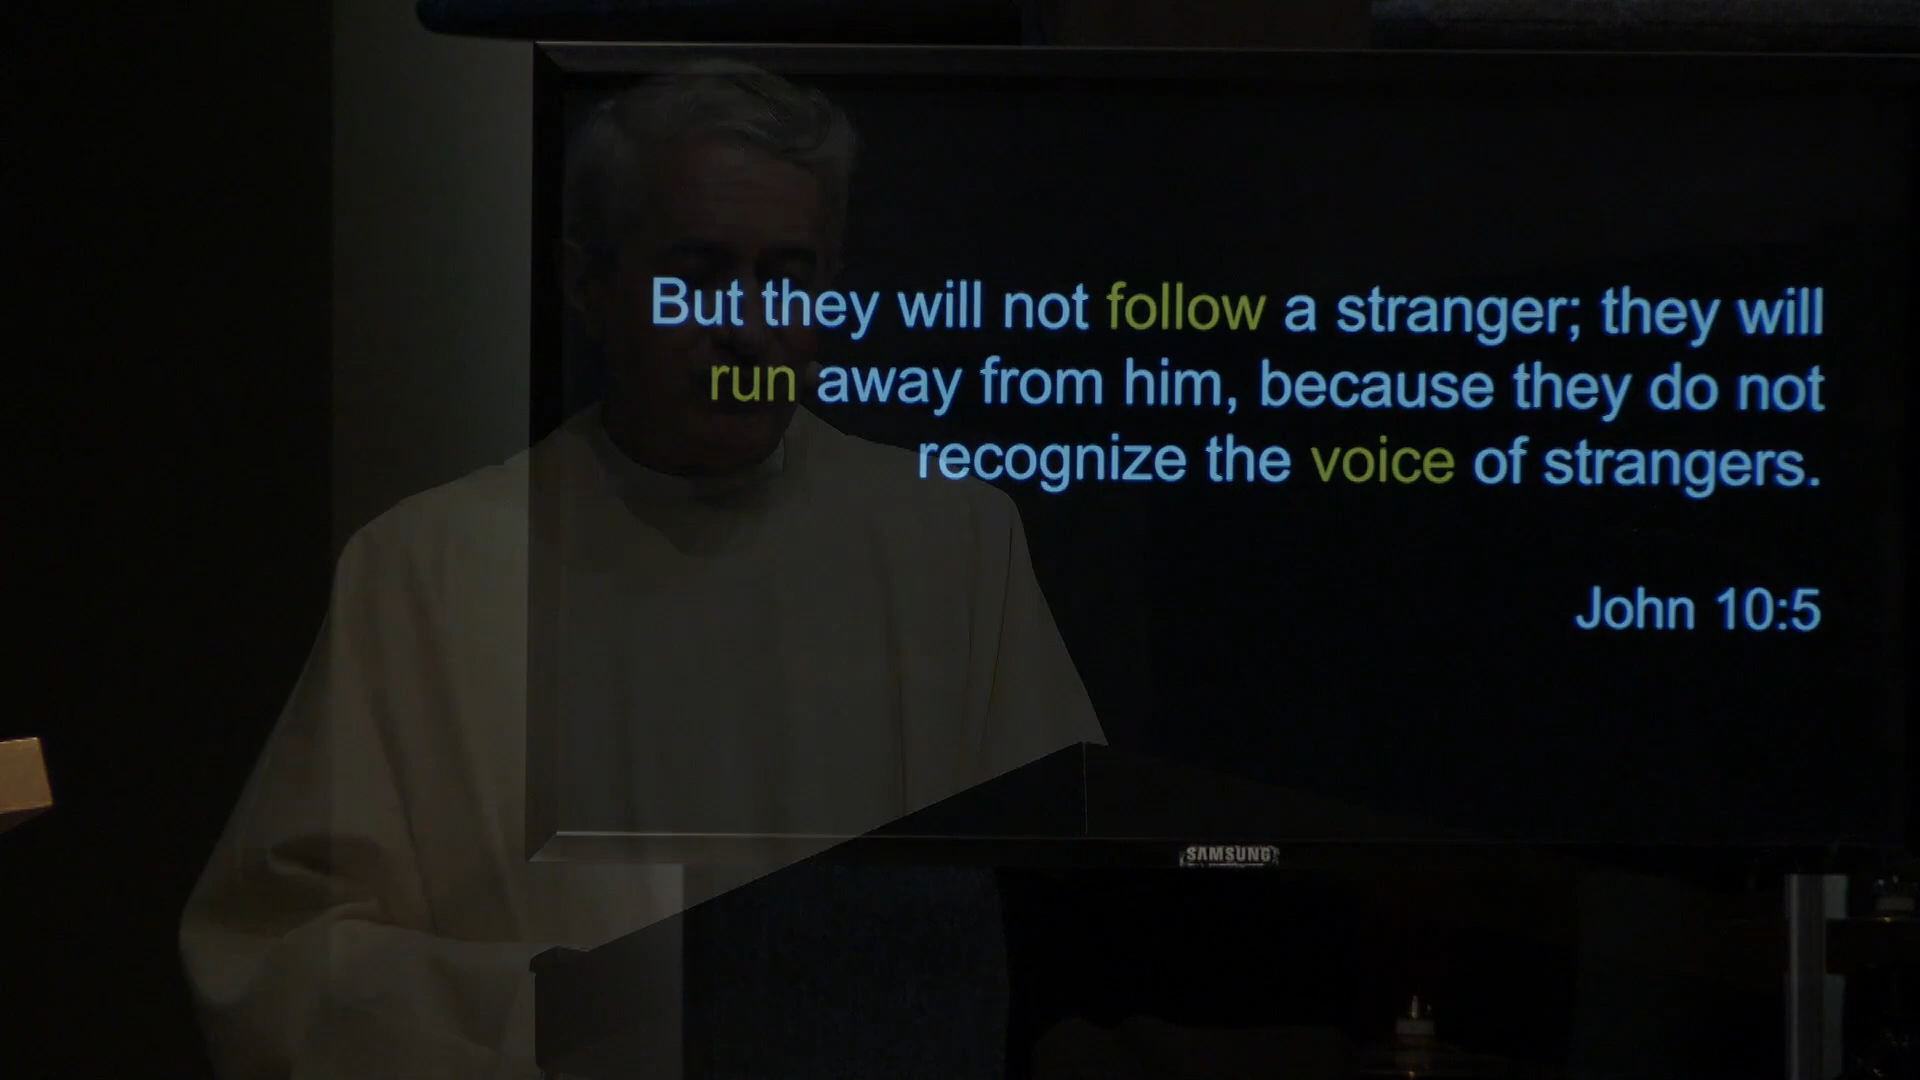 But they will not follow a stranger; they will
run away from him, because they do not
recognize the voice of strangers.
John 10:5
SAMSUNG